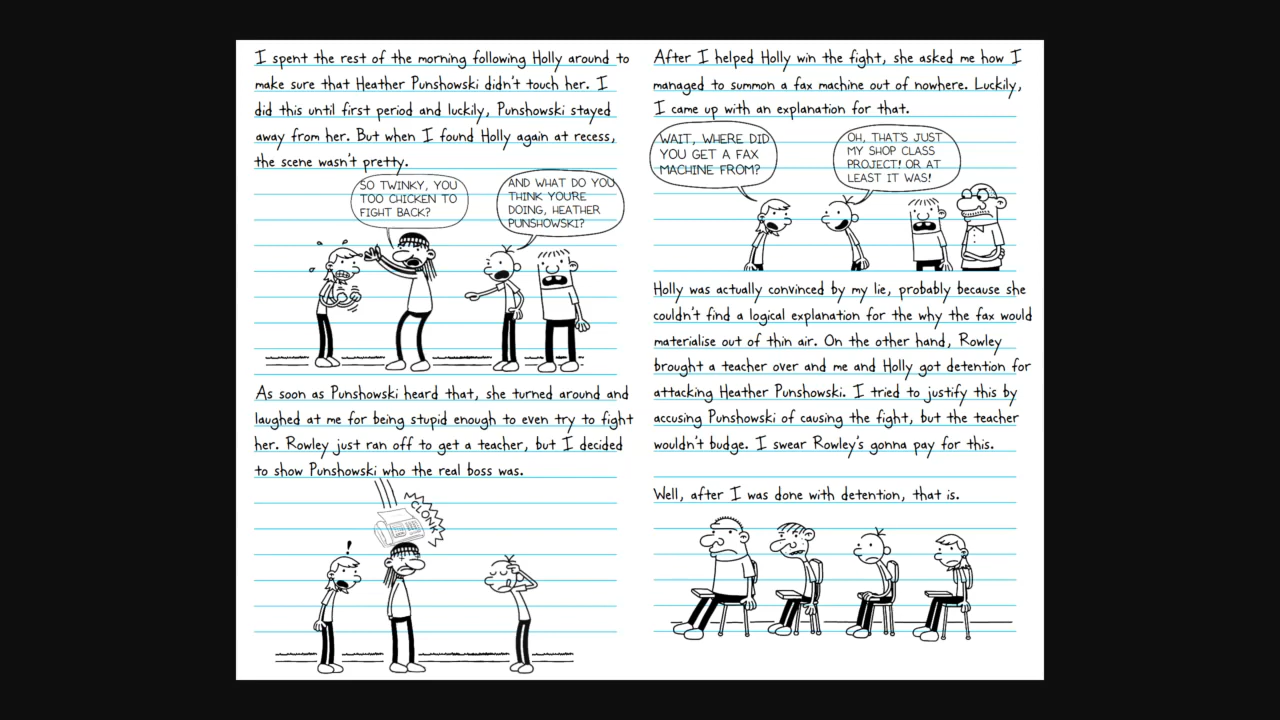 I spent the rest of the morning following Holly around to
make sure that Heather Punshowski didn't touch her. I
did this until first period and luckily, Punshowski stayed
away from her. But when I found Holly again at recess,
the scene wasn't pretty.
SO TWINKY, YOU
TOO CHICKEN TO
FIGHT BACK?
AND WHAT DO YOU
THINK YOURE
DOING, HEATHER
PUNSHOWSKI?
As soon as Punshowski heard that, she turned around and
laughed at me for being stupid enough to even try to fight
her. Rowley just ran off to get a teacher, but I decided
to show Punshowski who the real boss was.
CLONK
!
After I helped Holly win the fight, she asked me how I
managed to summon a fax machine out of nowhere. Luckily,
I came up with an explanation for that.
WAIT, WHERE DID
YOU GET A FAX
MACHINE FROM?
OH, THAT'S JUST
MY SHOP CLASS
PROJECT! OR AT
LEAST IT WAS!
Holly was actually convinced by my lie, probably because she
couldn't find a logical explanation for the why the fax would
materialise out of thin air. On the other hand, Rowley
brought a teacher over and me and Holly got detention for
attacking Heather Punshowski. I tried to justify this by
accusing Punshowski of causing the fight, but the teacher
wouldn't budge. I swear Rowley's gonna pay for this.
Well, after I was done with detention, that is.